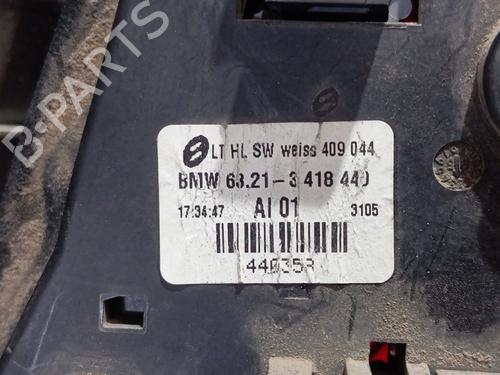 LT HL SW weiss 409 044
BMW 63.21-3 418 440
17:34:47 AI 01 3105
B-PARTS